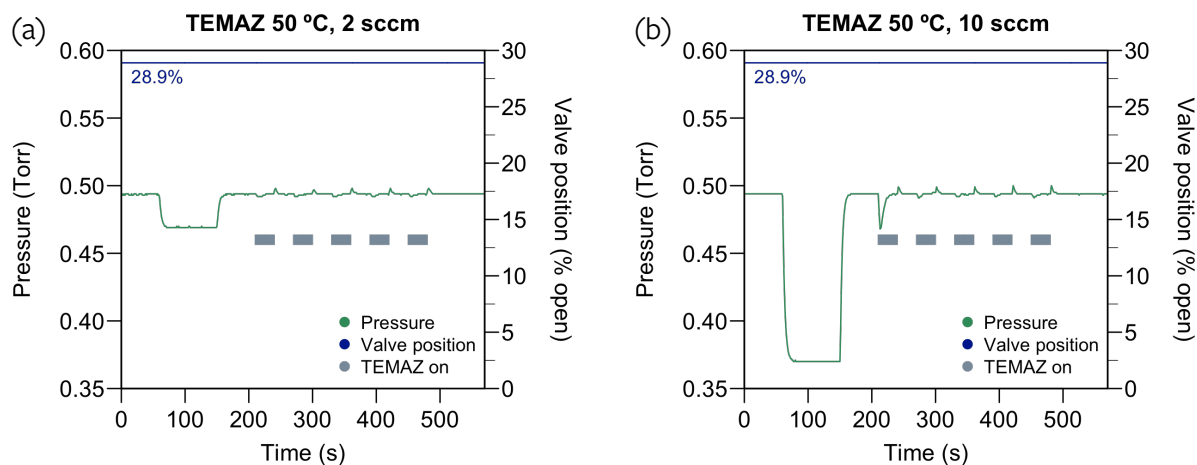 (a)
TEMAZ 50 ºC, 2 sccm
0.60
0.55
0.50
0.45
0.40
0.35
Pressure (Torr)
28.9%
30
25
20
15
10
5
0
Valve position (% open)
Pressure
Valve position
TEMAZ on
0 100 200 300 400 500
Time (s)
(b)
TEMAZ 50 ºC, 10 sccm
0.60
0.55
0.50
0.45
0.40
0.35
Pressure (Torr)
28.9%
30
25
20
15
10
5
0
Valve position (% open)
Pressure
Valve position
TEMAZ on
0 100 200 300 400 500
Time (s)